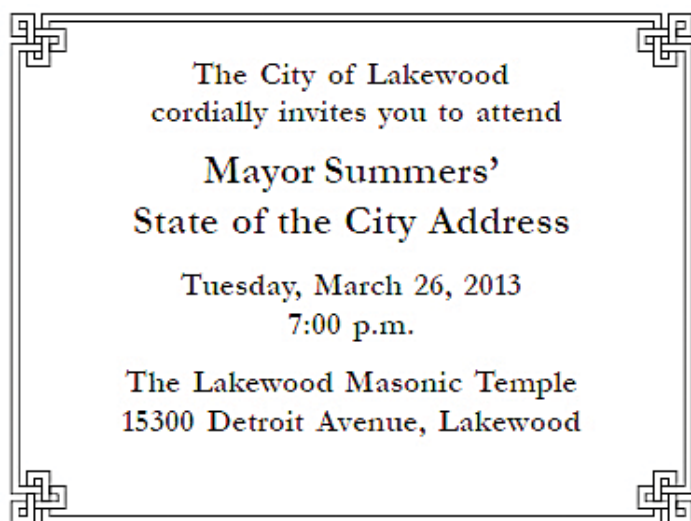 The City of Lakewood
cordially invites you to attend
Mayor Summers’
State of the City Address
Tuesday, March 26, 2013
7:00 p.m.
The Lakewood Masonic Temple
15300 Detroit Avenue, Lakewood